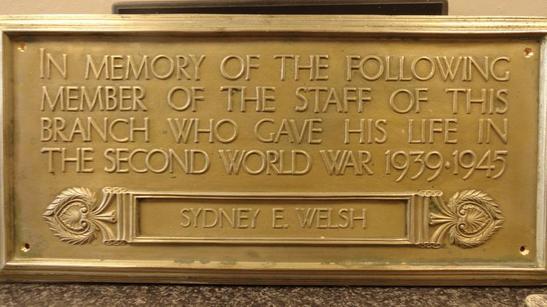 IN MEMORY OF THE FOLLOWING
MEMBER OF THE STAFF OF THIS
BRANCH WHO GAVE HIS LIFE IN
THE SECOND WORLD WAR 1939·1945
SYDNEY E. WELSH